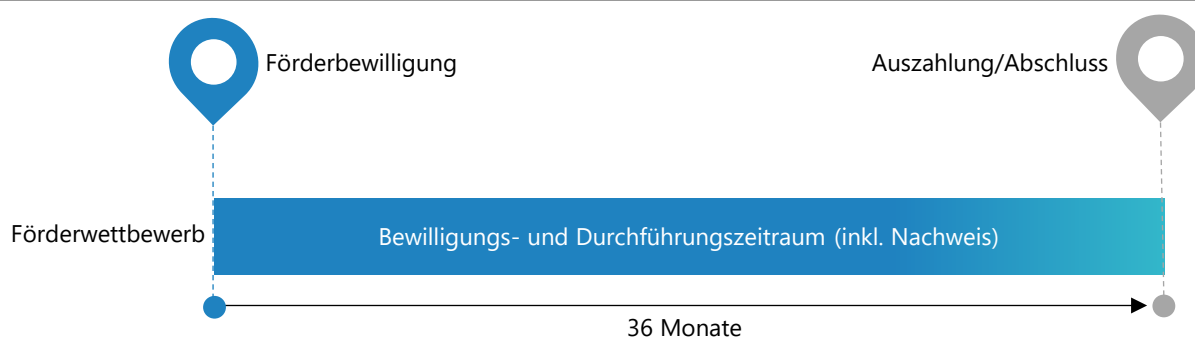 Förderbewilligung
Auszahlung/Abschluss
Förderwettbewerb
Bewilligungs- und Durchführungszeitraum (inkl. Nachweis)
36 Monate